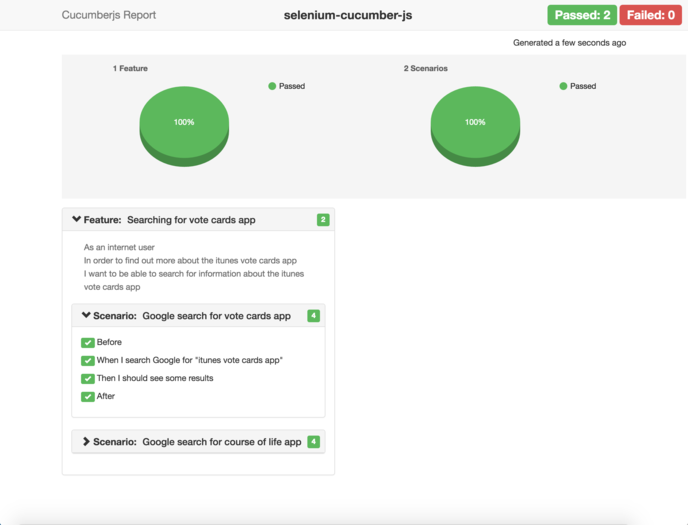 Cucumberjs Report
selenium-cucumber-js
Passed: 2 Failed: 0
Generated a few seconds ago
1 Feature
Passed
100%
2 Scenarios
Passed
100%
Feature: Searching for vote cards app 2
As an internet user
In order to find out more about the itunes vote cards app
I want to be able to search for information about the itunes
vote cards app
Scenario: Google search for vote cards app 4
Before
When I search Google for "itunes vote cards app"
Then I should see some results
After
Scenario: Google search for course of life app 4